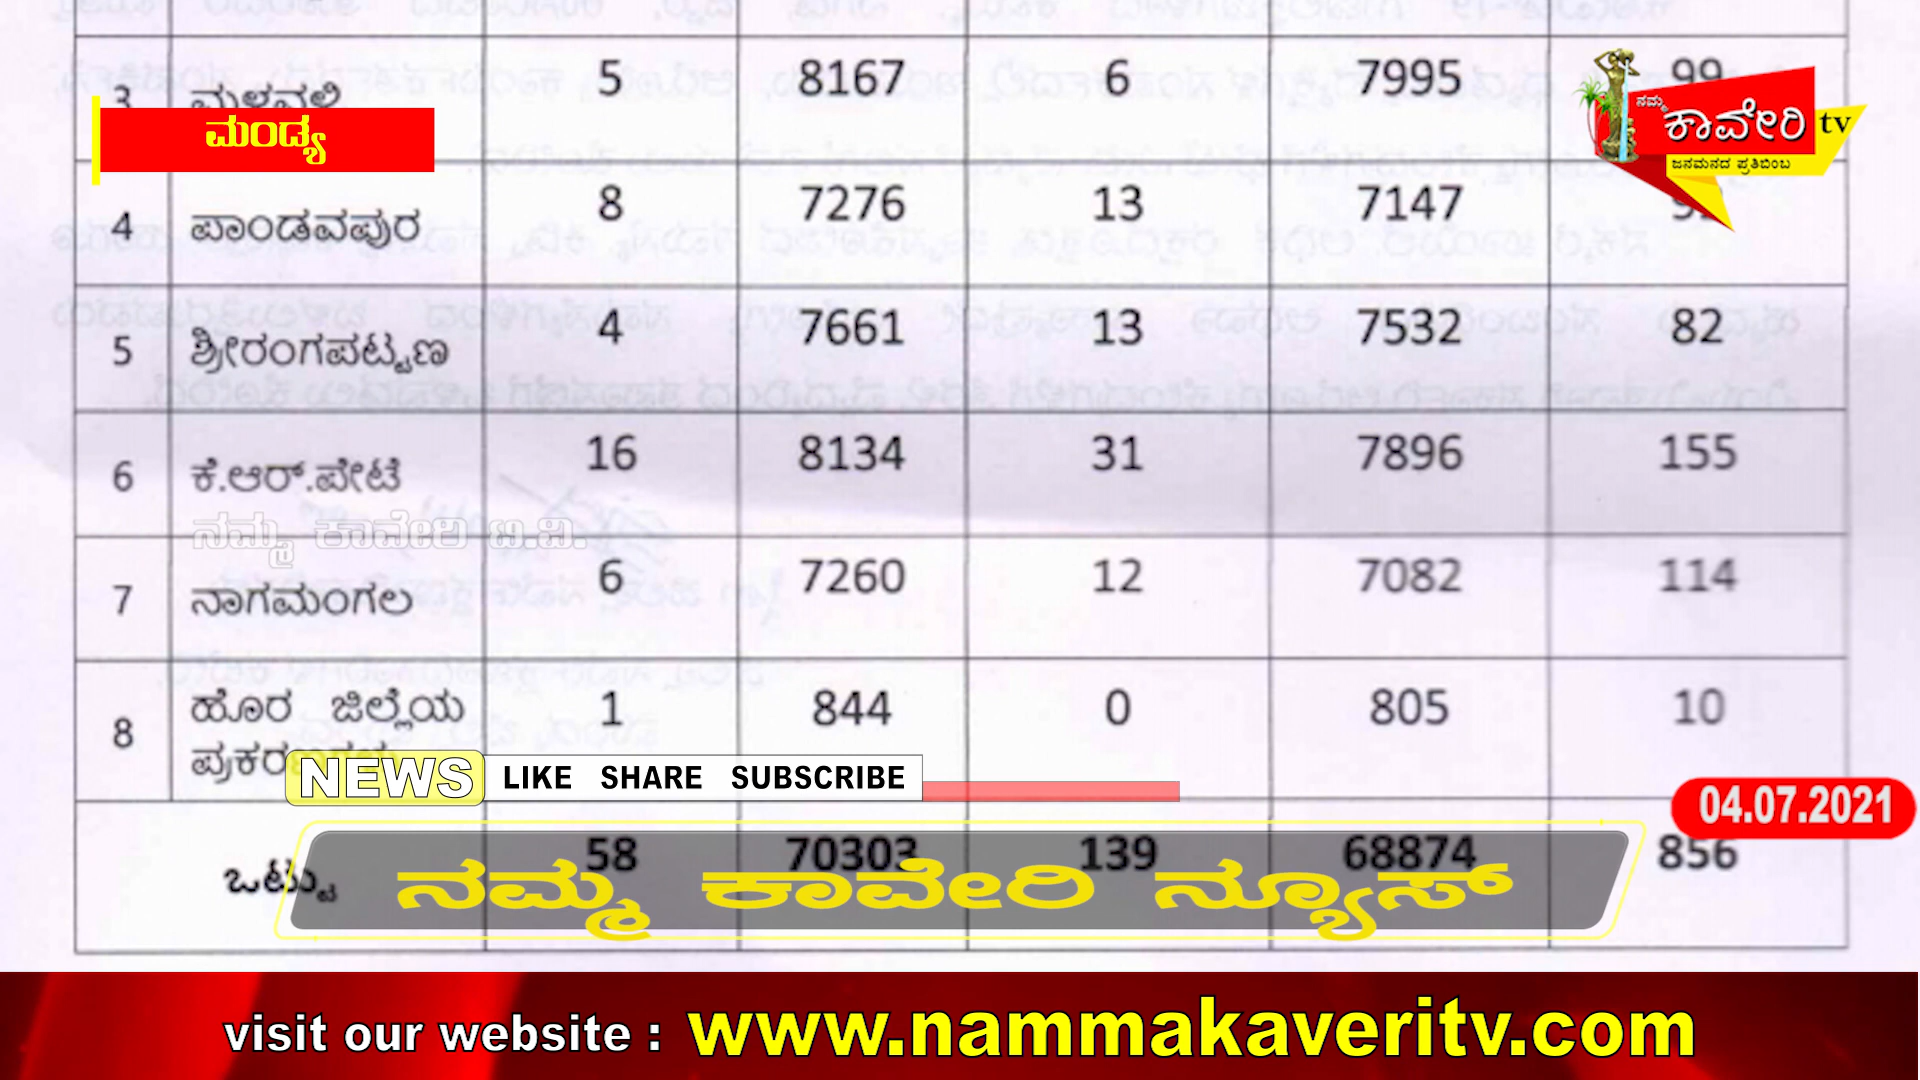 3 ಮಳವಳ್ಳಿ 5 8167 6 7995 99
ಮಂಡ್ಯ
ನಮ್ಮ
ಕಾವೇರಿ tv
ಜನಮನದ ಪ್ರತಿಬಿಂಬ
4 ಪಾಂಡವಪುರ 8 7276 13 7147
5 ಶ್ರೀರಂಗಪಟ್ಟಣ 4 7661 13 7532 82
6 ಕೆ.ಆರ್.ಪೇಟೆ 16 8134 31 7896 155
ನಮ್ಮ ಕಾವೇರಿ ಟಿ.ವಿ.
7 ನಾಗಮಂಗಲ 6 7260 12 7082 114
8 ಹೊರ ಜಿಲ್ಲೆಯ 1 844 0 805 10
ಪ್ರಕರಣಗಳು
NEWS LIKE SHARE SUBSCRIBE
04.07.2021
ಒಟ್ಟು 58 70303 139 68874 856
ನಮ್ಮ ಕಾವೇರಿ ನ್ಯೂಸ್
visit our website : www.nammakaveritv.com